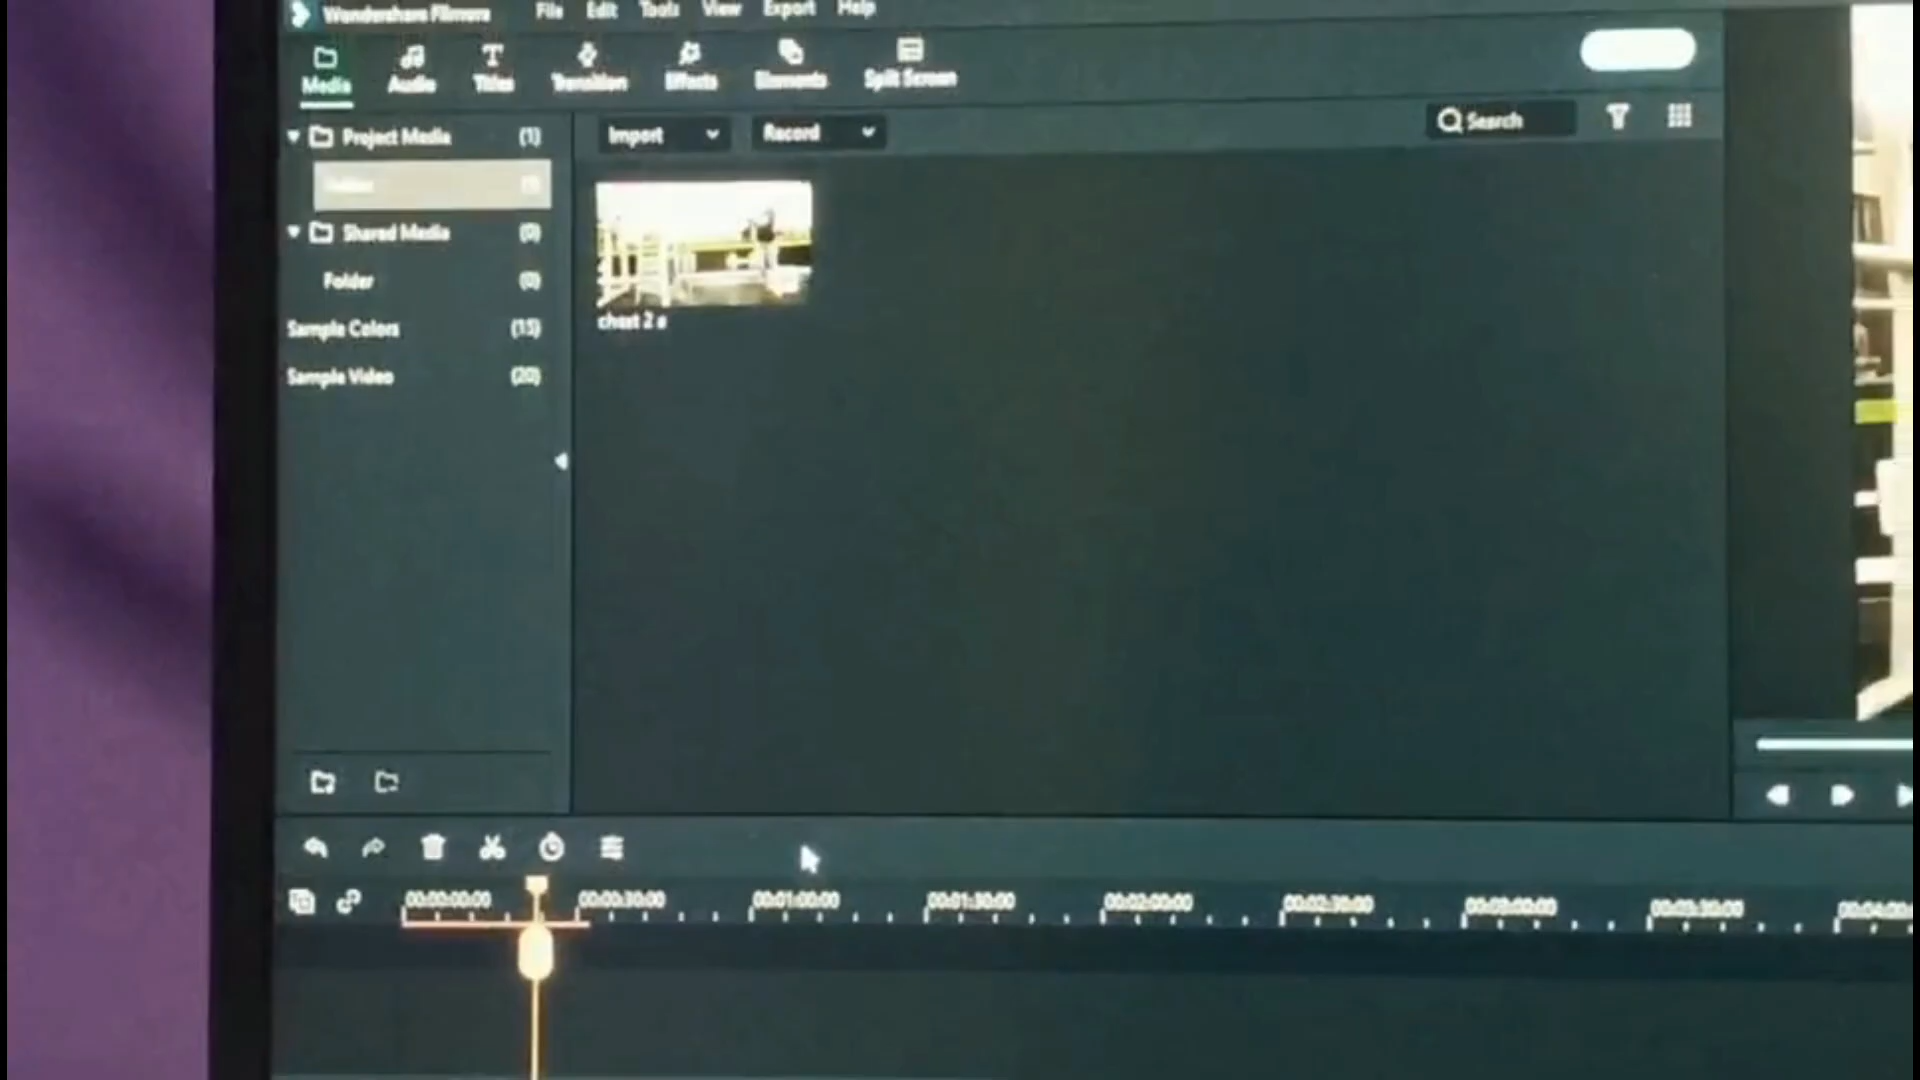 Wondershare Filmora File Edit Tools View Export Help
Media Audio Titles Transition Effects Elements Split Screen
Project Media (1)
Import Record Search
Shared Media (0)
Folder (0)
Sample Colors (15)
Sample Video (20)
chest 2 a
00:00:00:00 00:00:30:00 00:01:00:00 00:01:30:00 00:02:00:00 00:02:30:00 00:03:00:00 00:03:30:00